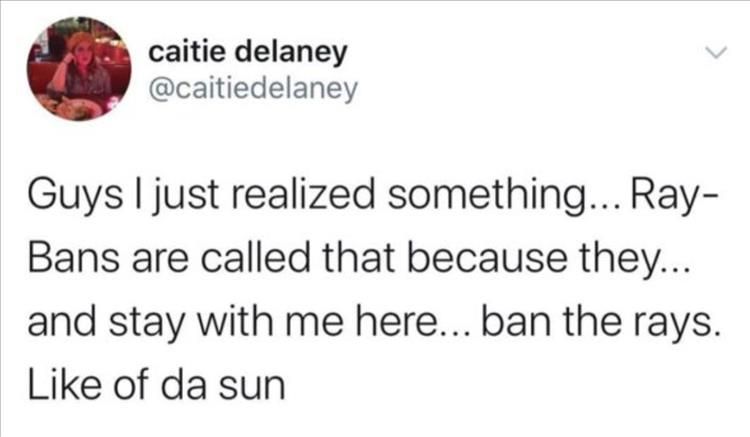 caitie delaney
@caitiedelaney
Guys I just realized something... Ray-
Bans are called that because they...
and stay with me here... ban the rays.
Like of da sun